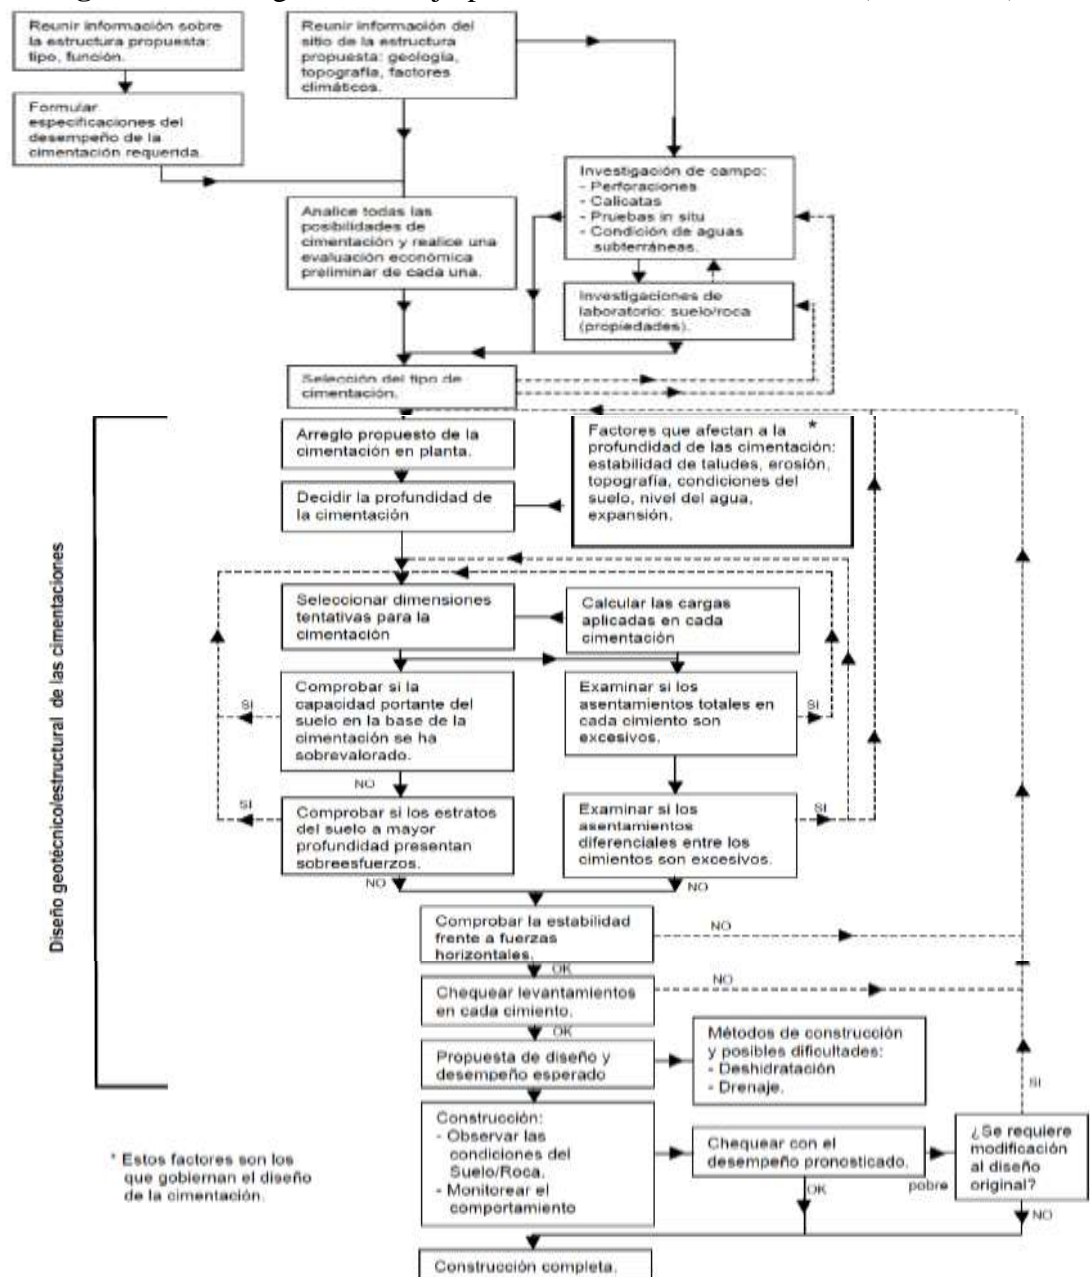 Reunir información sobre
la estructura propuesta:
tipo, función.
Reunir información del
sitio de la estructura
propuesta: geología,
topografía, factores
climáticos.
Formular
especificaciones del
desempeño de la
cimentación requerida.
Investigación de campo:
- Perforaciones
- Calicatas
- Pruebas in situ
- Condición de aguas
subterráneas.
Analice todas las
posibilidades de
cimentación y realice una
evaluación económica
preliminar de cada una.
Investigaciones de
laboratorio: suelo/roca
(propiedades).
Selección del tipo de
cimentación.
Diseño geotécnico/estructural de las cimentaciones
Arreglo propuesto de la
cimentación en planta.
Factores que afectan a la *
profundidad de las cimentación:
estabilidad de taludes, erosión,
topografía, condiciones del
suelo, nivel del agua,
expansión.
Decidir la profundidad de
la cimentación
Seleccionar dimensiones
tentativas para la
cimentación
Calcular las cargas
aplicadas en cada
cimentación
SI
Comprobar si la
capacidad portante del
suelo en la base de la
cimentación se ha
sobrevalorado.
Examinar si los
asentamientos totales en
cada cimiento son
excesivos.
SI
NO
SI
Comprobar si los estratos
del suelo a mayor
profundidad presentan
sobreesfuerzos.
Examinar si los
asentamientos
diferenciales entre los
cimientos son excesivos.
SI
NO
NO
Comprobar la estabilidad
frente a fuerzas
horizontales.
NO
OK
Chequear levantamientos
en cada cimiento.
NO
OK
Propuesta de diseño y
desempeño esperado
Métodos de construcción
y posibles dificultades:
- Deshidratación
- Drenaje.
SI
Construcción:
- Observar las
condiciones del
Suelo/Roca.
- Monitorear el
comportamiento
Chequear con el
desempeño pronosticado.
¿Se requiere
modificación
al diseño
original?
pobre
OK
NO
* Estos factores son los
que gobiernan el diseño
de la cimentación.
Construcción completa.